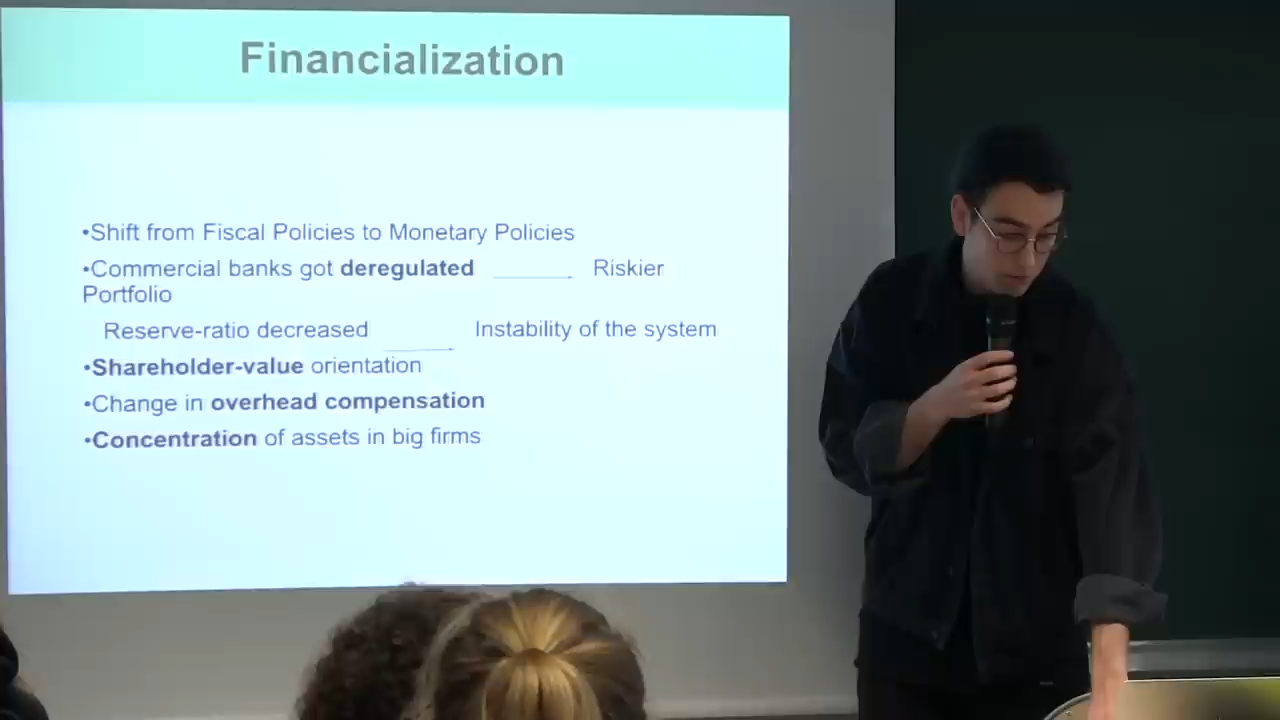 Financialization
•Shift from Fiscal Policies to Monetary Policies
•Commercial banks got deregulated Riskier
Portfolio
Reserve-ratio decreased Instability of the system
•Shareholder-value orientation
•Change in overhead compensation
•Concentration of assets in big firms